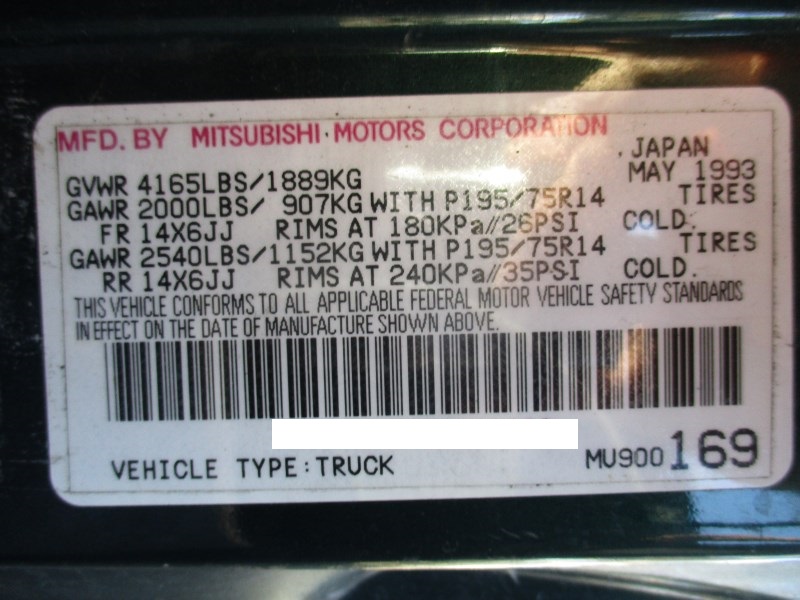 MFD. BY MITSUBISHI MOTORS CORPORATION
JAPAN
GVWR 4165LBS/1889KG MAY 1993
GAWR 2000LBS/ 907KG WITH P195/75R14 TIRES
FR 14X6JJ RIMS AT 180KPa//26PSI COLD.
GAWR 2540LBS/1152KG WITH P195/75R14 TIRES
RR 14X6JJ RIMS AT 240KPa//35PSI COLD.
THIS VEHICLE CONFORMS TO ALL APPLICABLE FEDERAL MOTOR VEHICLE SAFETY STANDARDS
IN EFFECT ON THE DATE OF MANUFACTURE SHOWN ABOVE.
VEHICLE TYPE:TRUCK MU900169